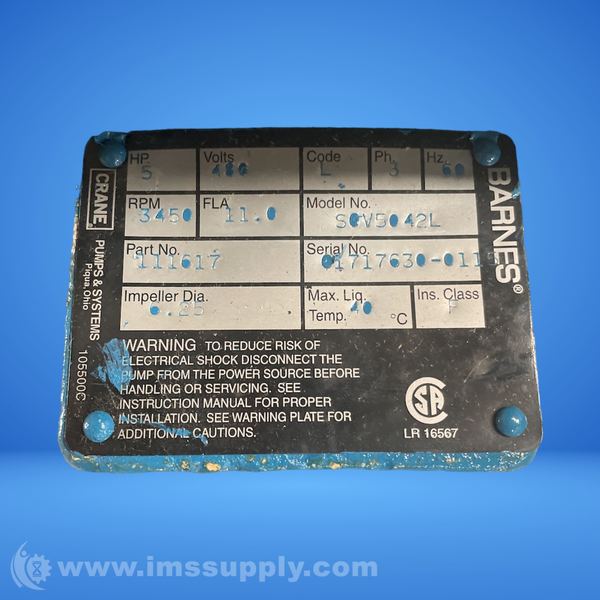 HP 5 Volts 480 Code L Ph. 3 Hz. 60
RPM 3450 FLA 11.0 Model No. SGV5042L
Part No. 111617 Serial No.
Impeller Dia. Max. Liq. Temp. 40 °C Ins. Class F
WARNING TO REDUCE RISK OF
ELECTRICAL SHOCK DISCONNECT THE
PUMP FROM THE POWER SOURCE BEFORE
HANDLING OR SERVICING. SEE
INSTRUCTION MANUAL FOR PROPER
INSTALLATION. SEE WARNING PLATE FOR
ADDITIONAL CAUTIONS.
CRANE PUMPS & SYSTEMS
Piqua, Ohio
105500C
BARNES®
LR 16567
www.imssupply.com